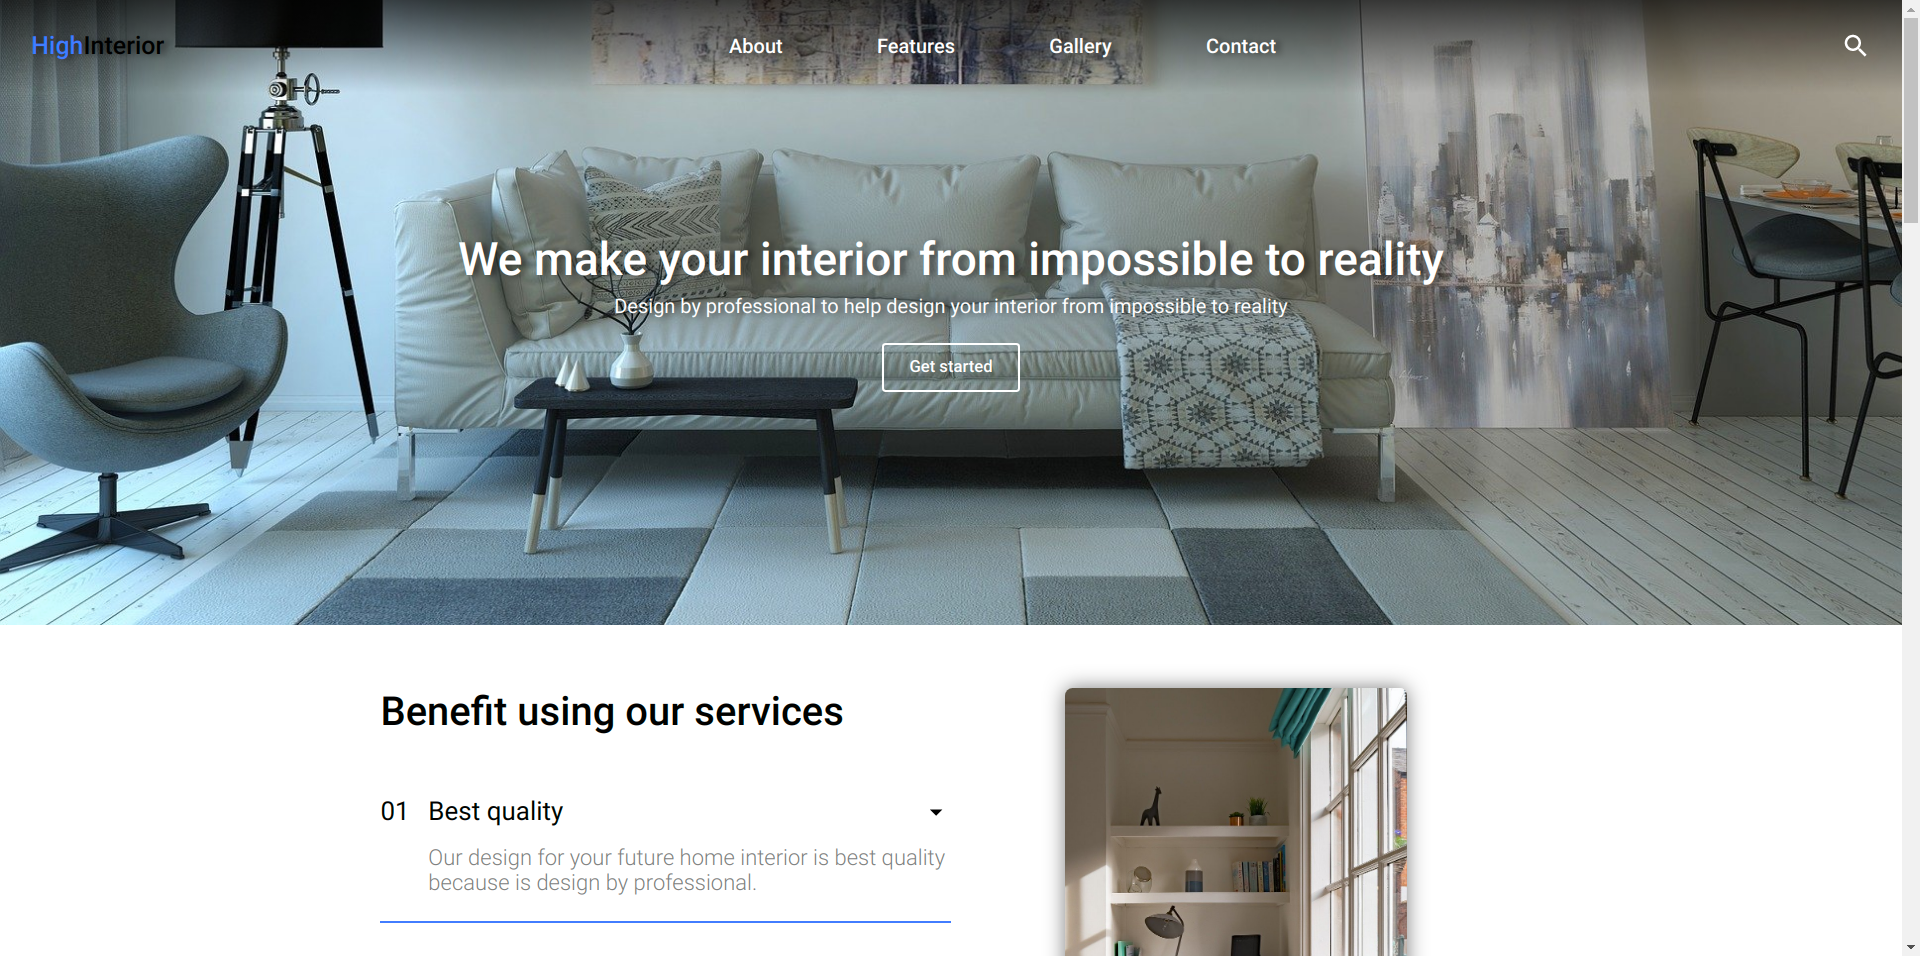 HighInterior
About
Features
Gallery
Contact
We make your interior from impossible to reality
Design by professional to help design your interior from impossible to reality
Get started
Benefit using our services
01 Best quality
Our design for your future home interior is best quality
because is design by professional.